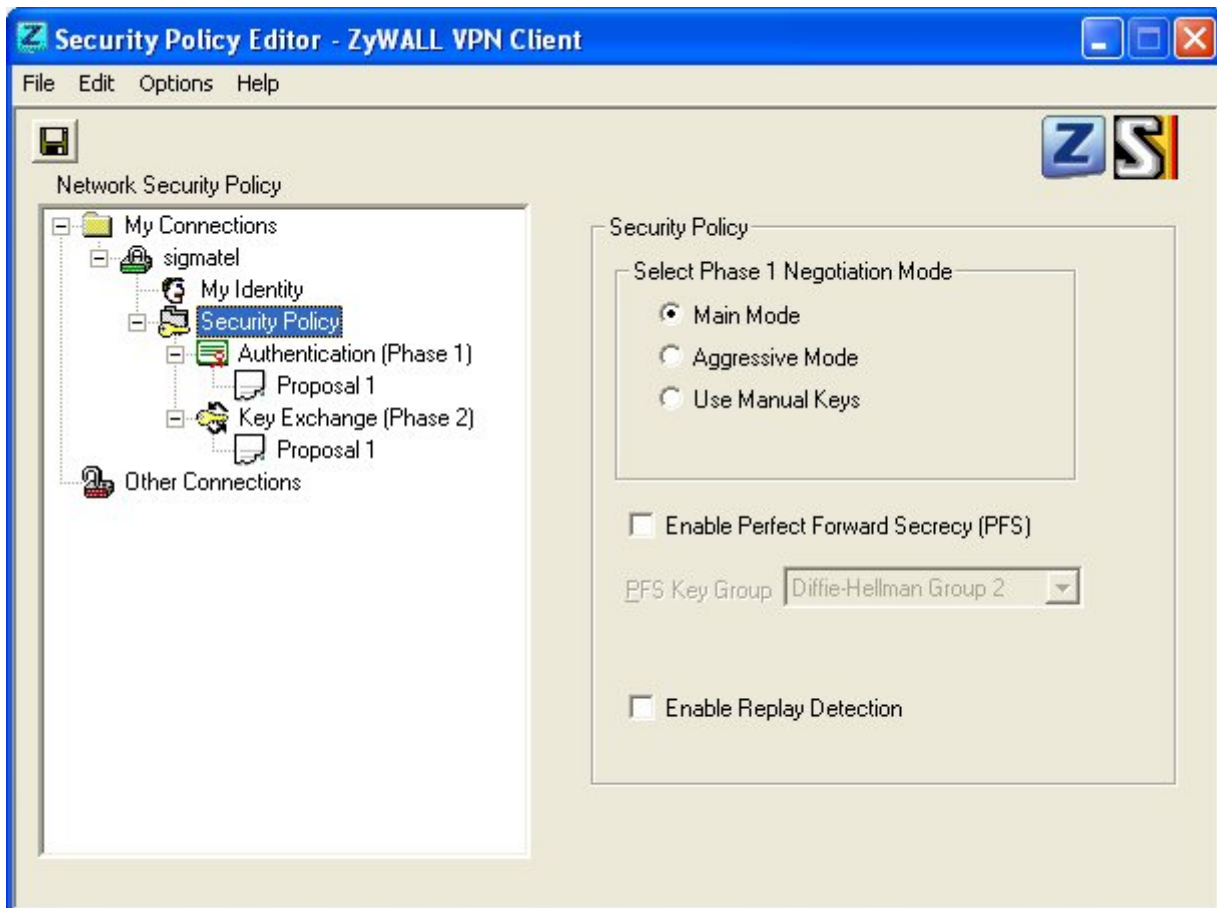 Security Policy Editor - ZyWALL VPN Client
File Edit Options Help
Z S
Network Security Policy
My Connections
sigmatel
My Identity
Security Policy
Authentication (Phase 1)
Proposal 1
Key Exchange (Phase 2)
Proposal 1
Other Connections
Security Policy
Select Phase 1 Negotiation Mode
Main Mode
Aggressive Mode
Use Manual Keys
Enable Perfect Forward Secrecy (PFS)
PFS Key Group Diffie-Hellman Group 2
Enable Replay Detection